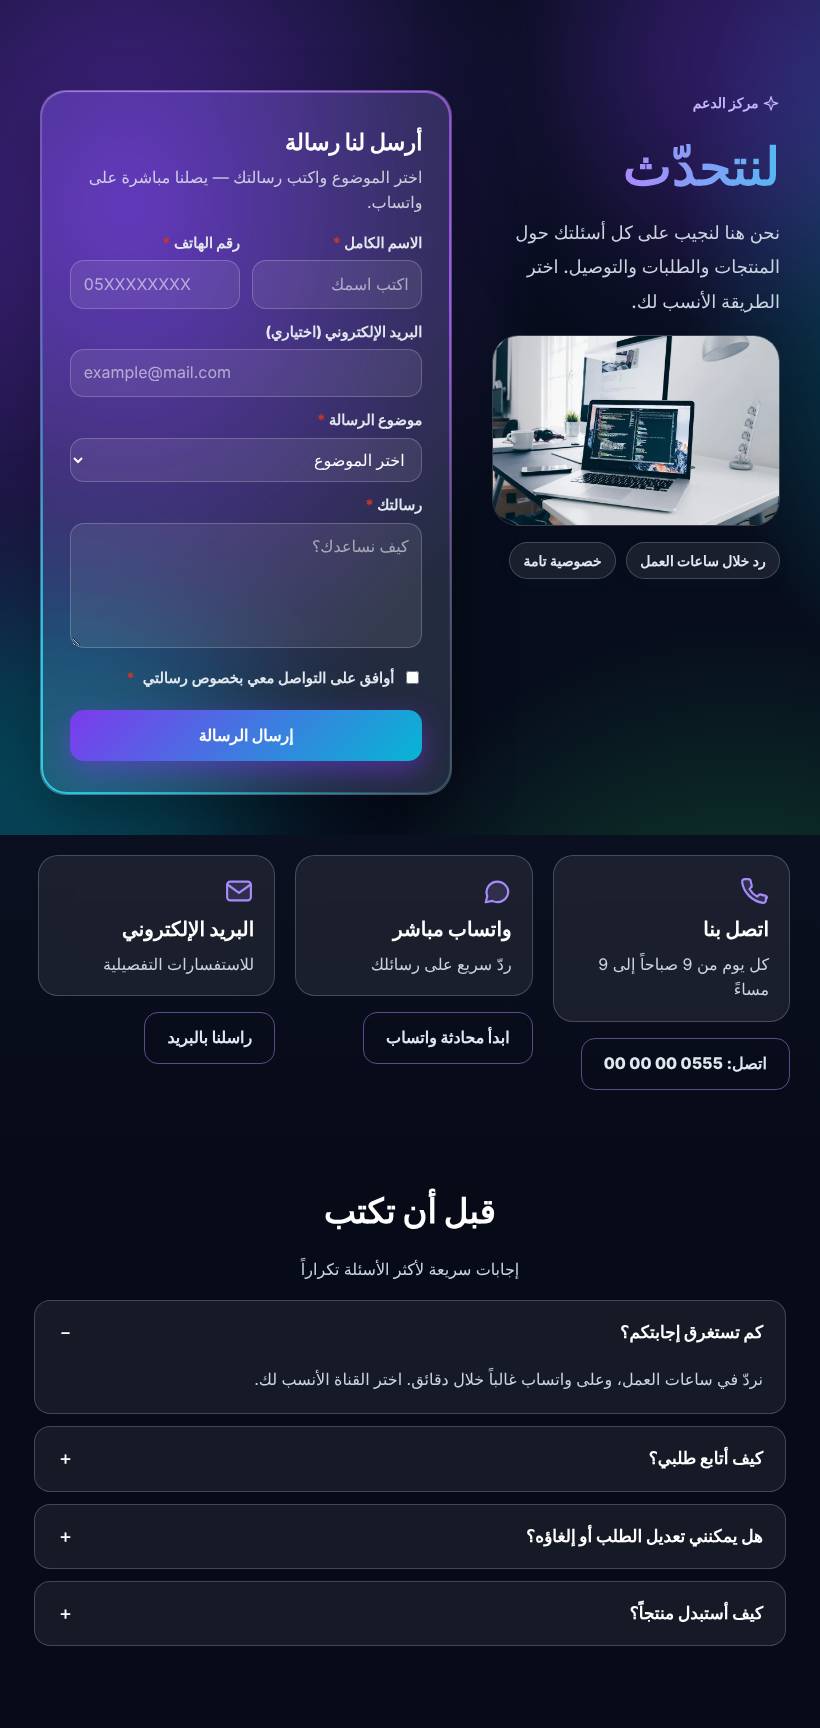 مركز الدعم
لنتحدّث
نحن هنا لنجيب على كل أسئلتك حول
المنتجات والطلبات والتوصيل. اختر
الطريقة الأنسب لك.
رد خلال ساعات العمل
خصوصية تامة
أرسل لنا رسالة
اختر الموضوع واكتب رسالتك — يصلنا مباشرة على
واتساب.
الاسم الكامل *
رقم الهاتف *
اكتب اسمك
05XXXXXXXX
البريد الإلكتروني (اختياري)
example@mail.com
موضوع الرسالة *
اختر الموضوع
رسالتك *
كيف نساعدك؟
أوافق على التواصل معي بخصوص رسالتي *
إرسال الرسالة
اتصل بنا
كل يوم من 9 صباحاً إلى 9
مساءً
اتصل: 0555 00 00 00
واتساب مباشر
ردّ سريع على رسائلك
ابدأ محادثة واتساب
البريد الإلكتروني
للاستفسارات التفصيلية
راسلنا بالبريد
قبل أن تكتب
إجابات سريعة لأكثر الأسئلة تكراراً
كم تستغرق إجابتكم؟ −
نردّ في ساعات العمل، وعلى واتساب غالباً خلال دقائق. اختر القناة الأنسب لك.
كيف أتابع طلبي؟ +
هل يمكنني تعديل الطلب أو إلغاؤه؟ +
كيف أستبدل منتجاً؟ +